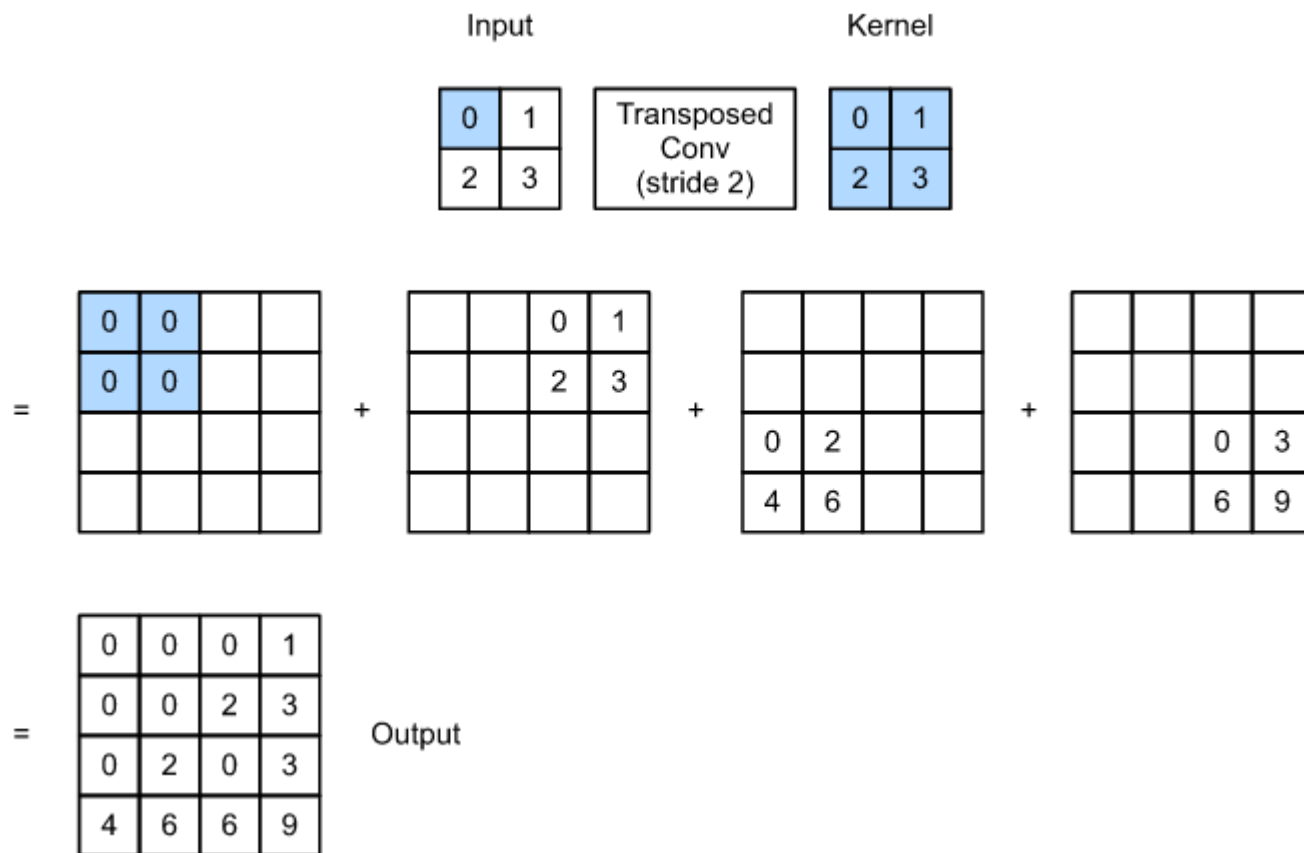 Input Kernel
0 1 Transposed Conv (stride 2) 0 1
2 3 2 3
0 0 0 1
0 0 2 3
= + + +
0 2 0 3
4 6 6 9
0 0 0 1
0 0 2 3
= Output
0 2 0 3
4 6 6 9